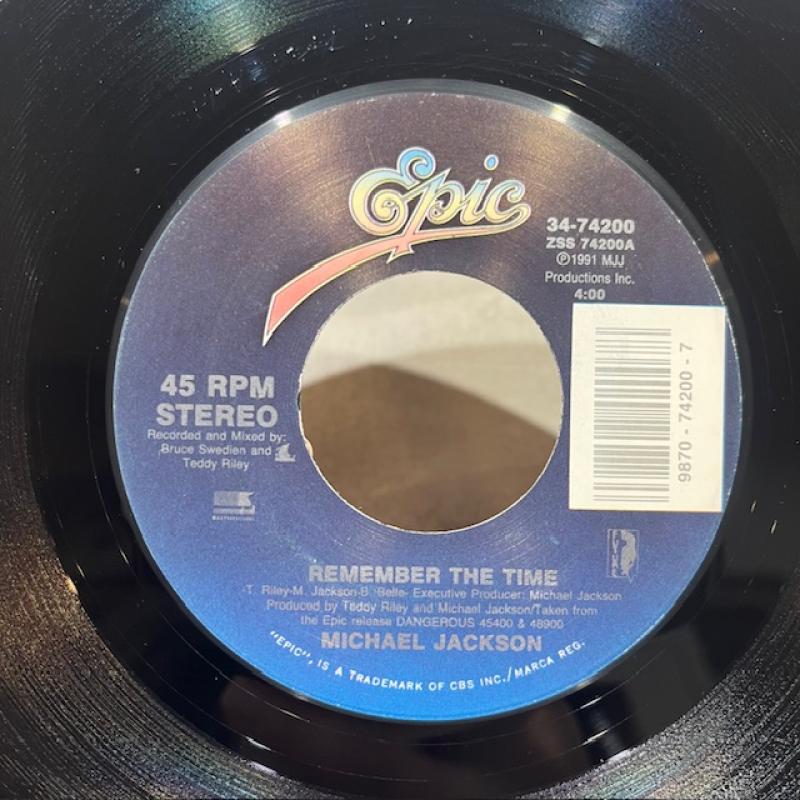 Epic
34-74200
ZSS 74200A
℗1991 MJJ
Productions Inc.
4:00
9870 - 74200 - 7
45 RPM
STEREO
Recorded and Mixed by:
Bruce Swedien and
Teddy Riley
REMEMBER THE TIME
-T. Riley-M. Jackson-B. Belle- Executive Producer: Michael Jackson
Produced by Teddy Riley and Michael Jackson/Taken from
the Epic release DANGEROUS 45400 & 48900
MICHAEL JACKSON
"EPIC", IS A TRADEMARK OF CBS INC./MARCA REG.